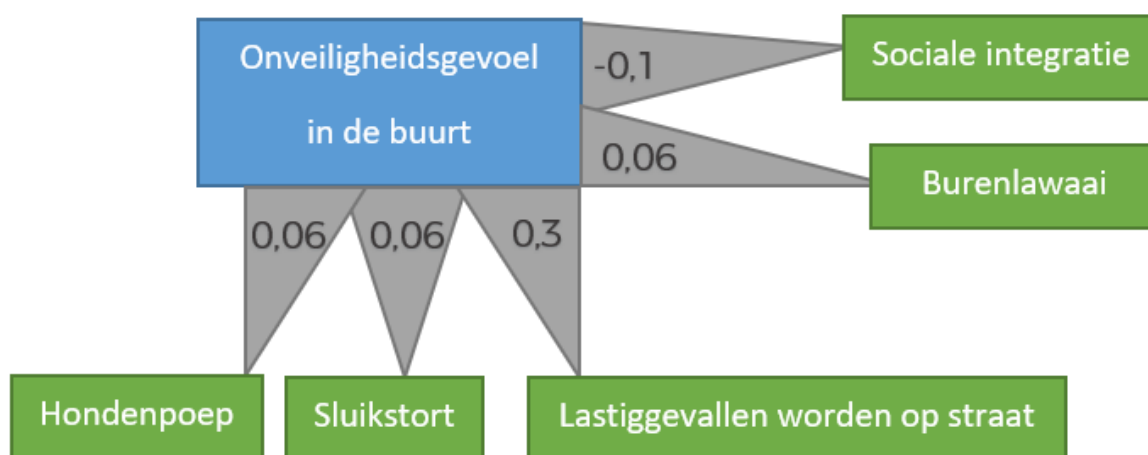 Onveiligheidsgevoel
in de buurt
-0,1
Sociale integratie
0,06
Burenlawaai
0,06
0,06
0,3
Hondenpoep
Sluikstort
Lastiggevallen worden op straat